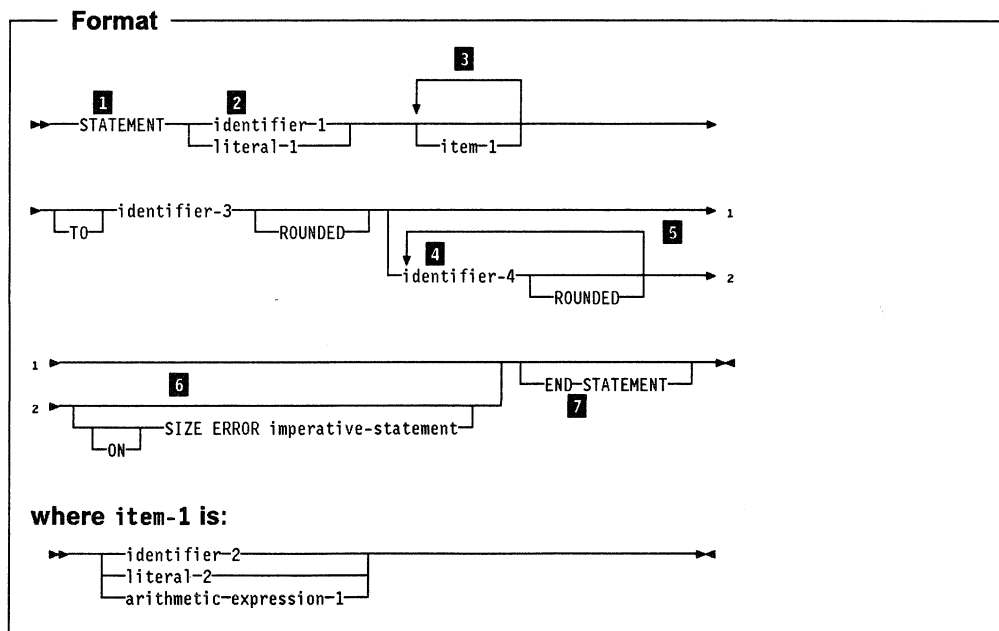 Format
3
1 2
STATEMENT identifier-1
literal-1 item-1
identifier-3 1
TO ROUNDED 5
4
identifier-4 2
ROUNDED
1
6 END-STATEMENT
2 7
SIZE ERROR imperative-statement
ON
where item-1 is:
identifier-2
literal-2
arithmetic-expression-1